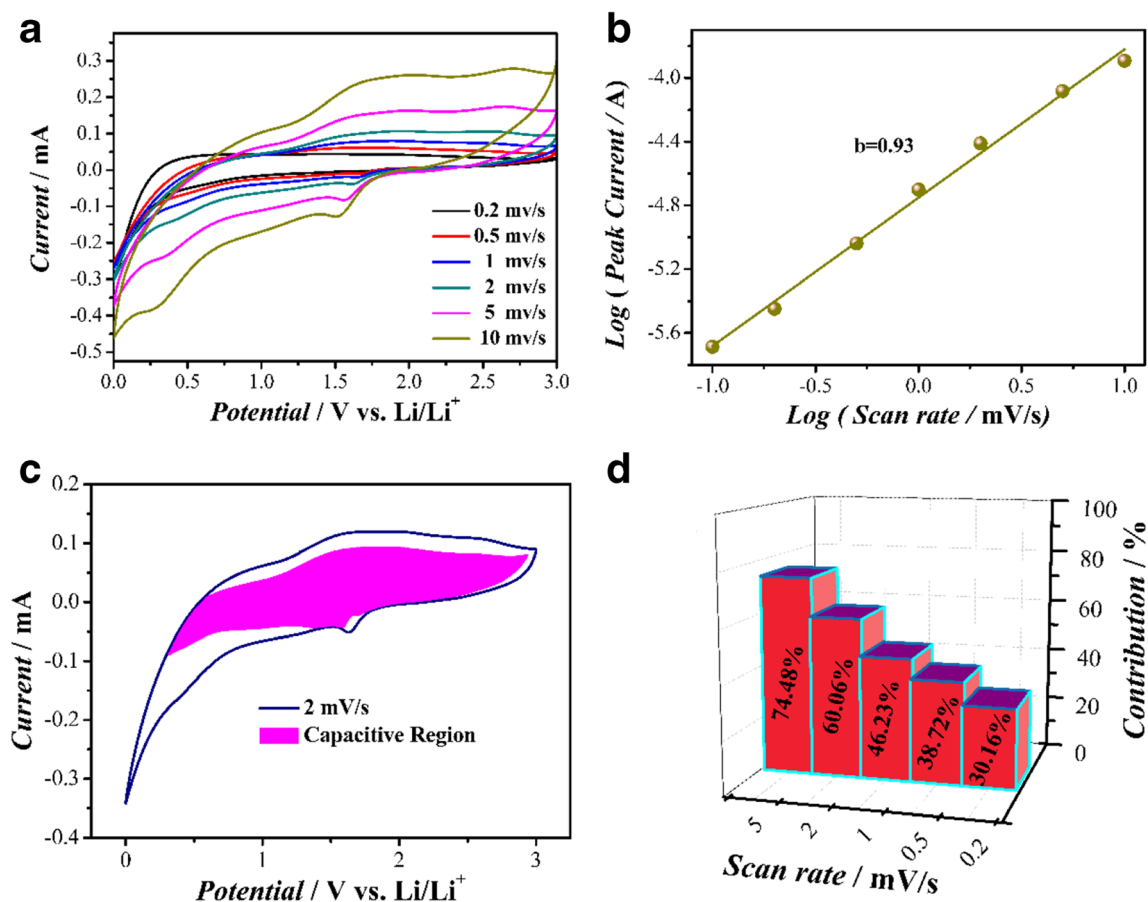 a
0.3
0.2
0.1
0.0
-0.1
-0.2
-0.3
-0.4
-0.5
Current / mA
0.2 mv/s
0.5 mv/s
1 mv/s
2 mv/s
5 mv/s
10 mv/s
0.0 0.5 1.0 1.5 2.0 2.5 3.0
Potential / V vs. Li/Li⁺
b
-4.0
-4.4
-4.8
-5.2
-5.6
Log ( Peak Current / A)
b=0.93
-1.0 -0.5 0.0 0.5 1.0
Log ( Scan rate / mV/s)
c
0.2
0.1
0.0
-0.1
-0.2
-0.3
-0.4
Current / mA
2 mV/s
Capacitive Region
0 1 2 3
Potential / V vs. Li/Li⁺
d
100
80
60
40
20
0
Contribution / %
74.48%
60.06%
46.23%
38.72%
30.16%
5 2 1 0.5 0.2
Scan rate / mV/s